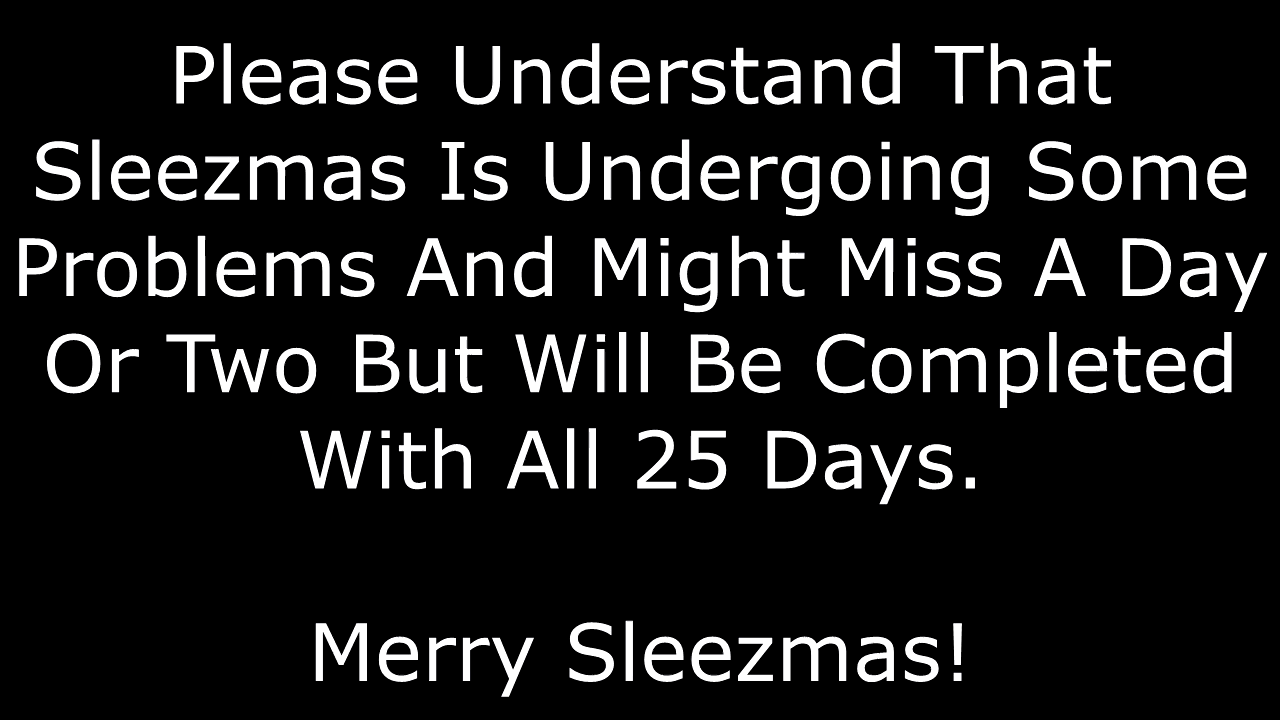 Please Understand That
Sleezmas Is Undergoing Some
Problems And Might Miss A Day
Or Two But Will Be Completed
With All 25 Days.
Merry Sleezmas!